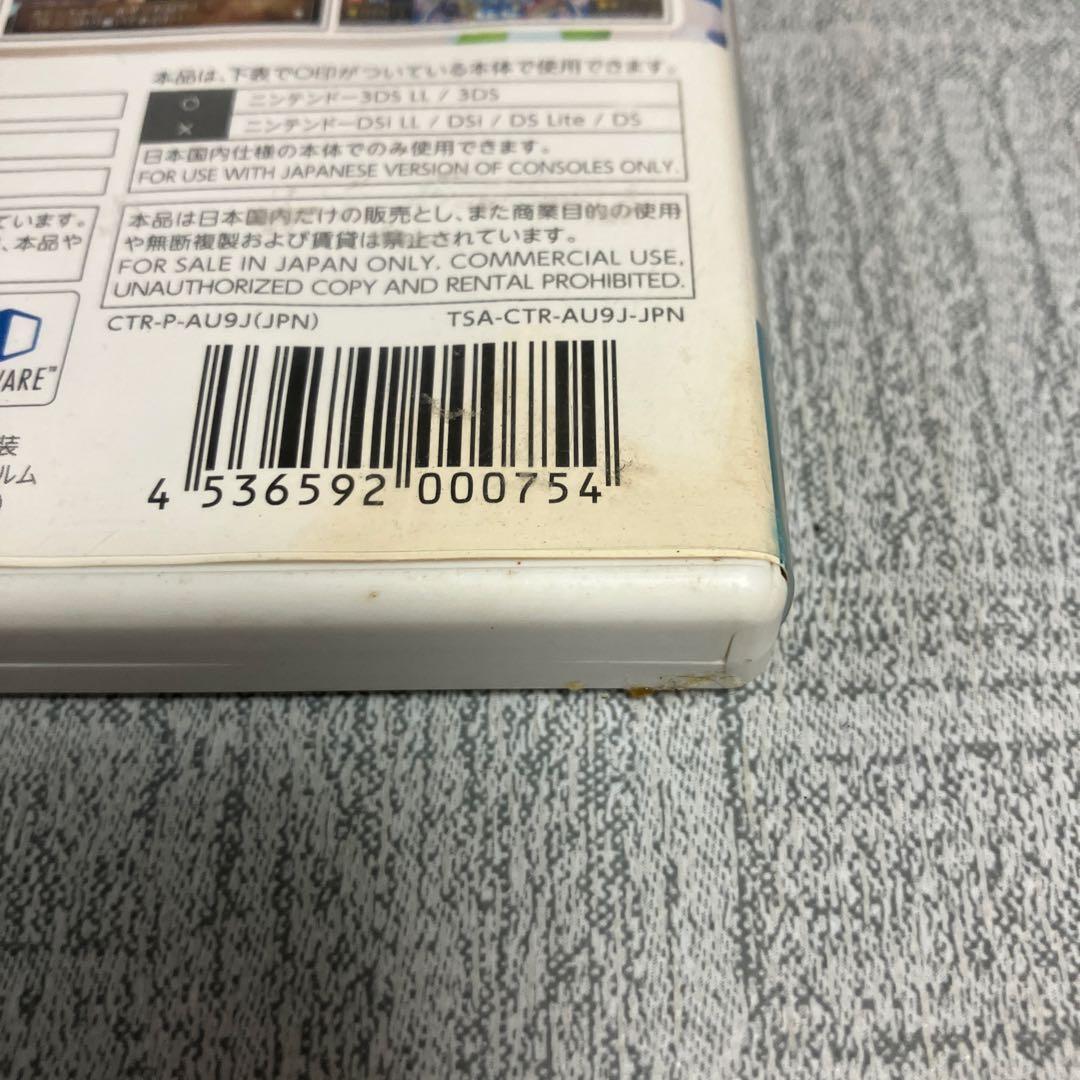 本品は、下表で○印がついている本体で使用できます。
○ ニンテンドー3DS LL / 3DS
× ニンテンドーDSi LL / DSi / DS Lite / DS
日本国内仕様の本体でのみ使用できます。
FOR USE WITH JAPANESE VERSION OF CONSOLES ONLY.
ています。
、本品や
本品は日本国内だけの販売とし、また商業目的の使用
や無断複製および賃貸は禁止されています。
FOR SALE IN JAPAN ONLY, COMMERCIAL USE,
UNAUTHORIZED COPY AND RENTAL PROHIBITED.
CTR-P-AU9J(JPN)
TSA-CTR-AU9J-JPN
WARE™
装
ルム
4 536592 000754